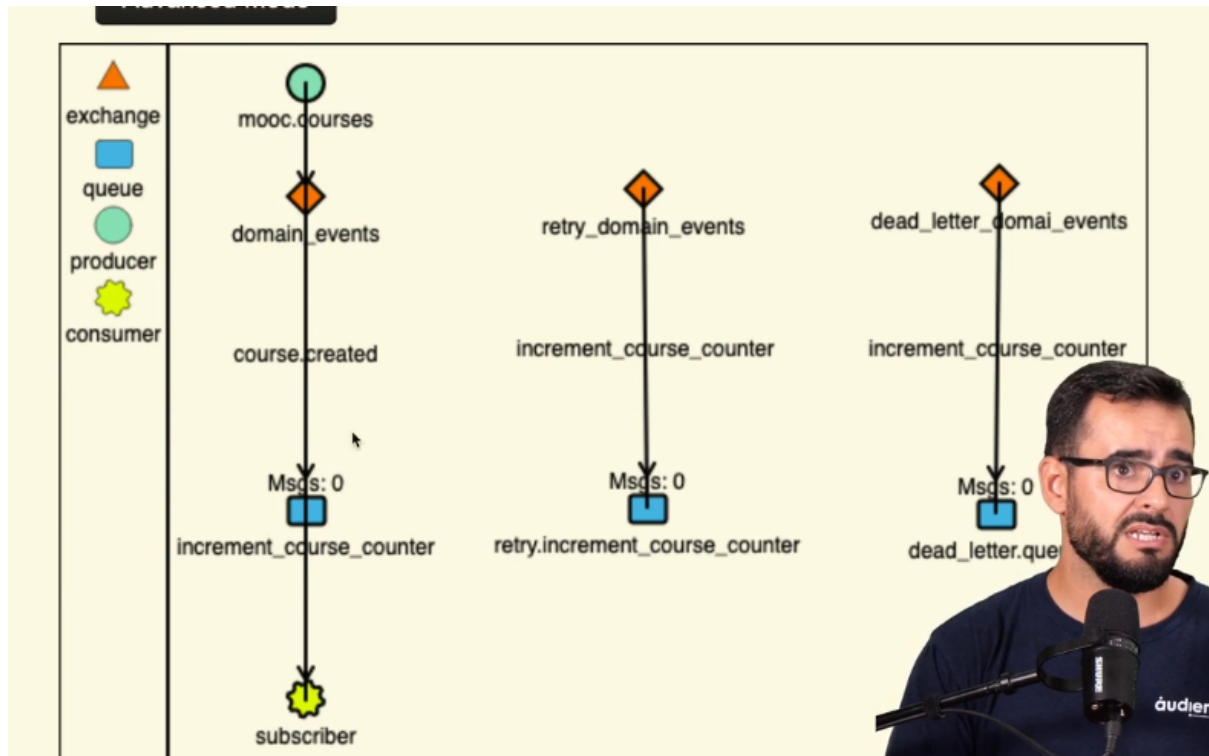 exchange
queue
producer
consumer
mooc.courses
domain_events
course.created
Msgs: 0
increment_course_counter
subscriber
retry_domain_events
increment_course_counter
Msgs: 0
retry.increment_course_counter
dead_letter_domai_events
increment_course_counter
Msgs: 0
SHURE